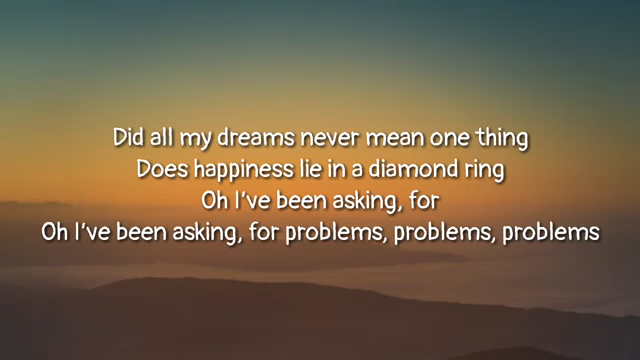 Did all my dreams never mean one thing
Does happiness lie in a diamond ring
Oh I've been asking, for
Oh I've been asking, for problems, problems, problems